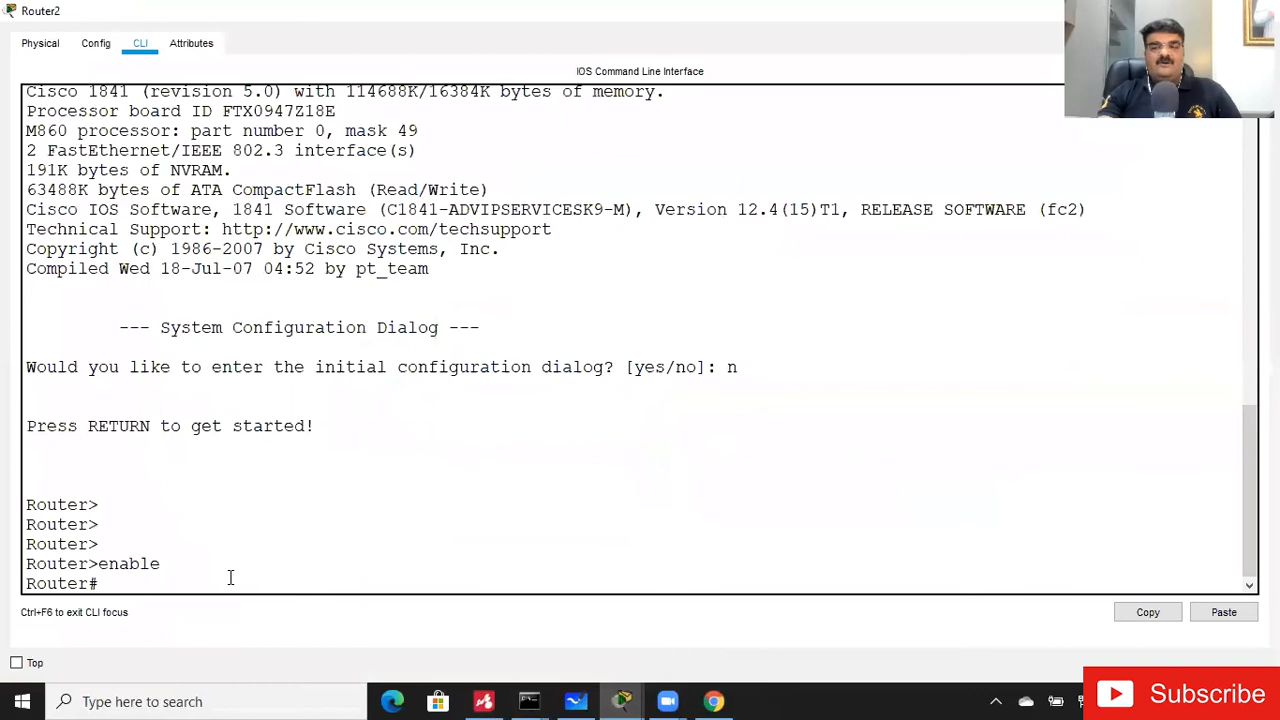 Router2
Physical
Config
CLI
Attributes
IOS Command Line Interface
Cisco 1841 (revision 5.0) with 114688K/16384K bytes of memory.
Processor board ID FTX0947Z18E
M860 processor: part number 0, mask 49
2 FastEthernet/IEEE 802.3 interface(s)
191K bytes of NVRAM.
63488K bytes of ATA CompactFlash (Read/Write)
Cisco IOS Software, 1841 Software (C1841-ADVIPSERVICESK9-M), Version 12.4(15)T1, RELEASE SOFTWARE (fc2)
Technical Support: http://www.cisco.com/techsupport
Copyright (c) 1986-2007 by Cisco Systems, Inc.
Compiled Wed 18-Jul-07 04:52 by pt_team
--- System Configuration Dialog ---
Would you like to enter the initial configuration dialog? [yes/no]: n
Press RETURN to get started!
Router>
Router>
Router>
Router>enable
Router#
Ctrl+F6 to exit CLI focus
Copy
Paste
Top
Type here to search
Subscribe